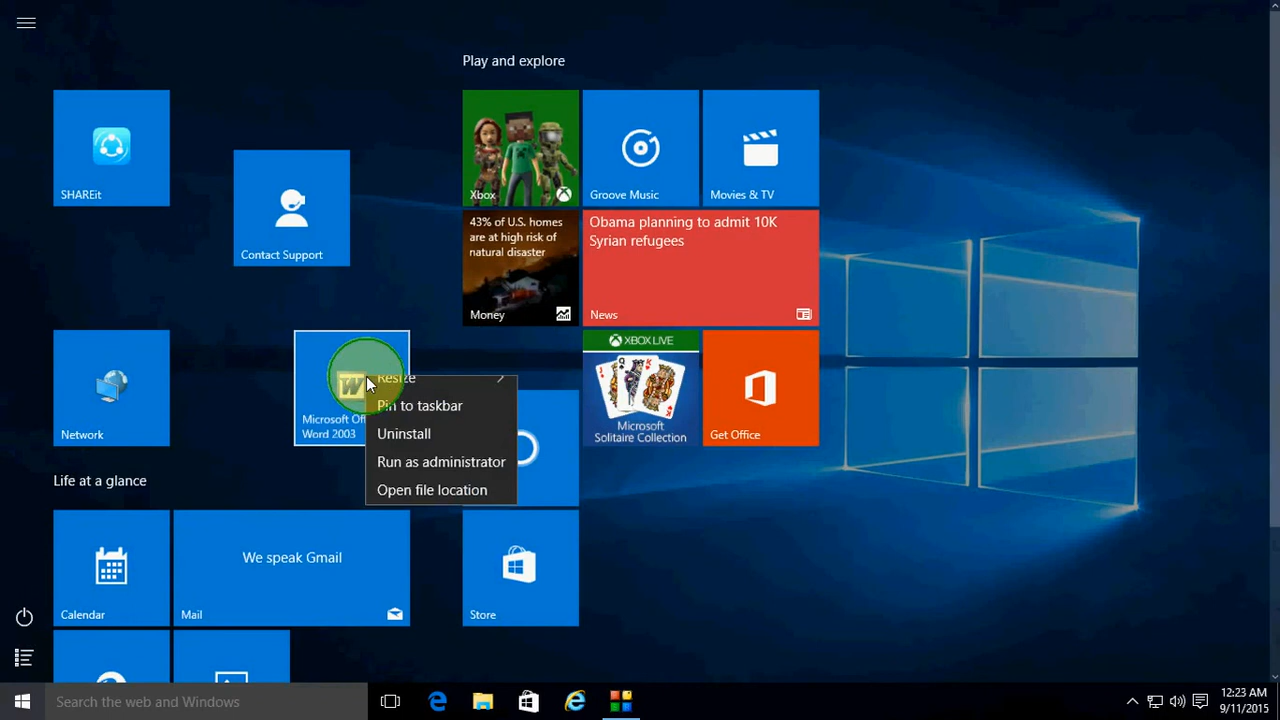 Play and explore
SHAREit
Contact Support
Xbox
Groove Music
Movies & TV
43% of U.S. homes
are at high risk of
natural disaster
Money
Obama planning to admit 10K
Syrian refugees
News
Network
Microsoft Off
Word 2003
W
Resize
Pin to taskbar
Uninstall
Run as administrator
Open file location
XBOX LIVE
Microsoft
Solitaire Collection
Get Office
Life at a glance
Calendar
We speak Gmail
Mail
Store
Search the web and Windows
12:23 AM
9/11/2015